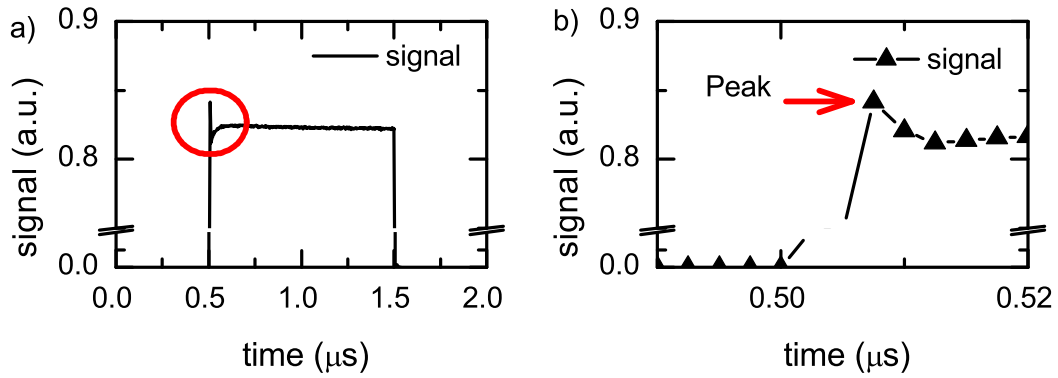 a)
0.9
0.8
0.0
signal (a.u.)
signal
0.0 0.5 1.0 1.5 2.0
time (μs)
b)
0.9
0.8
0.0
signal (a.u.)
signal
Peak
0.50 0.52
time (μs)